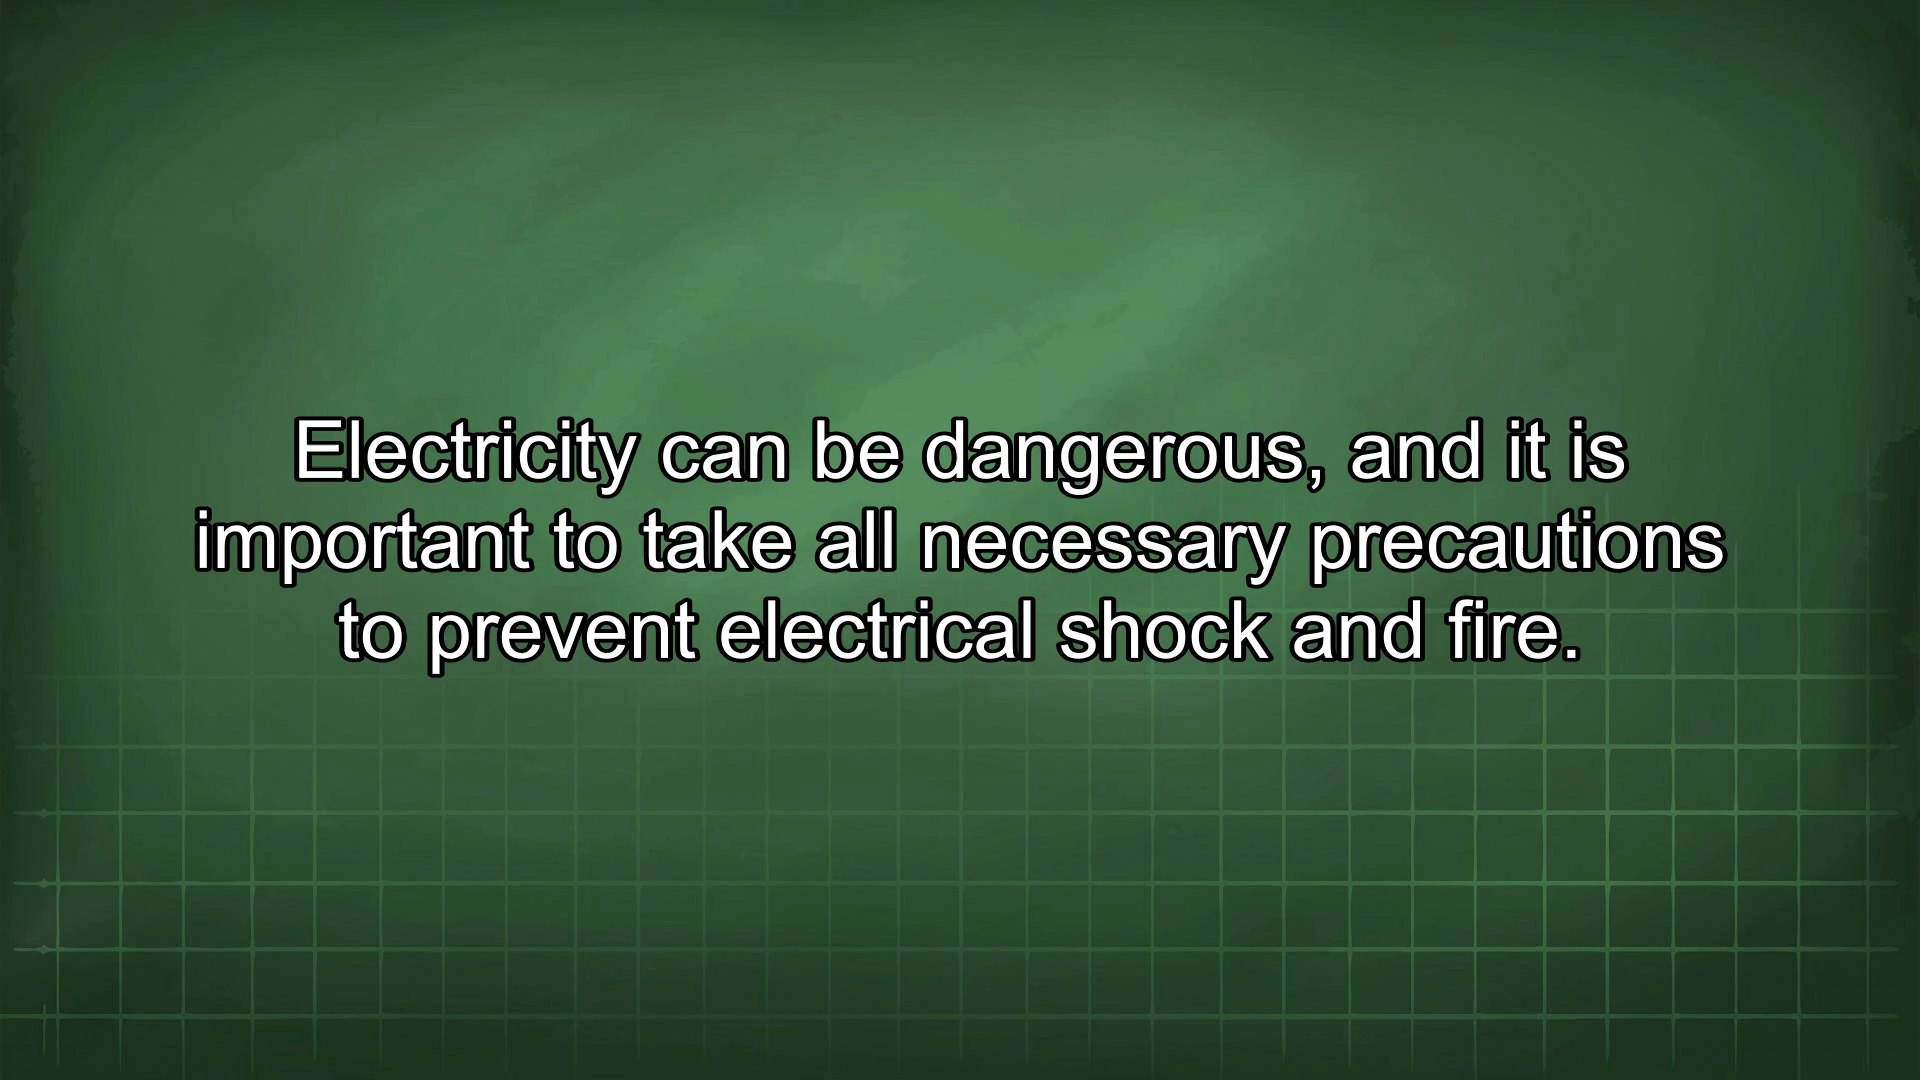 Electricity can be dangerous, and it is
important to take all necessary precautions
to prevent electrical shock and fire.